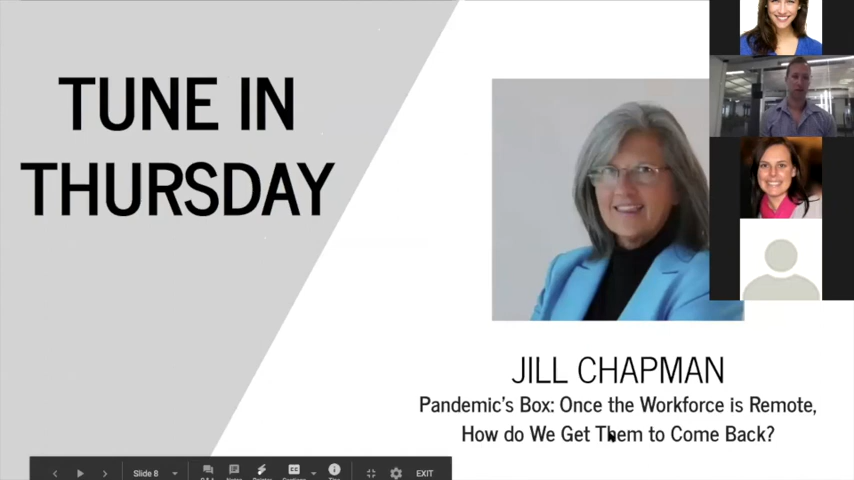 TUNE IN
THURSDAY
JILL CHAPMAN
Pandemic's Box: Once the Workforce is Remote,
How do We Get Them to Come Back?
Slide 8
EXIT